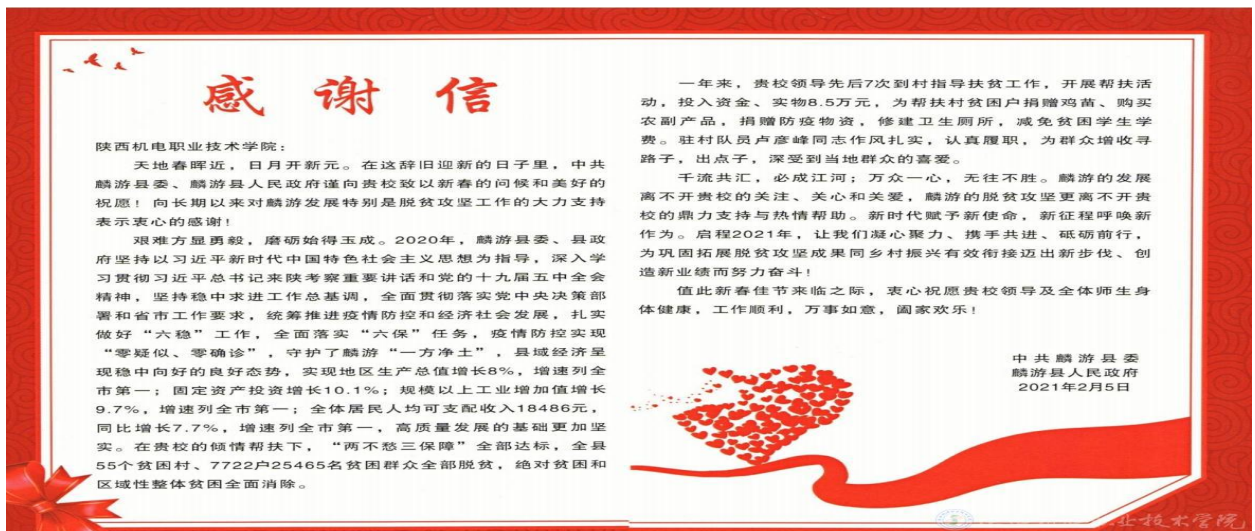 感谢信
陕西机电职业技术学院：
天地春晖近，日月开新元。在这辞旧迎新的日子里，中共
麟游县委、麟游县人民政府谨向贵校致以新春的问候和美好的
祝愿！向长期以来对麟游发展特别是脱贫攻坚工作的大力支持
表示衷心的感谢！
艰难方显勇毅，磨砺始得玉成。2020年，麟游县委、县政
府坚持以习近平新时代中国特色社会主义思想为指导，深入学
习贯彻习近平总书记来陕考察重要讲话和党的十九届五中全会
精神，坚持稳中求进工作总基调，全面贯彻落实党中央决策部
署和省市工作要求，统筹推进疫情防控和经济社会发展，扎实
做好“六稳”工作，全面落实“六保”任务，疫情防控实现
“零疑似、零确诊”，守护了麟游“一方净土”，县域经济呈
现稳中向好的良好态势，实现地区生产总值增长8%，增速列全
市第一；固定资产投资增长10.1%；规模以上工业增加值增长
9.7%，增速列全市第一；全体居民人均可支配收入18486元，
同比增长7.7%，增速列全市第一，高质量发展的基础更加坚
实。在贵校的倾情帮扶下，“两不愁三保障”全部达标，全县
55个贫困村、7722户25465名贫困群众全部脱贫，绝对贫困和
区域性整体贫困全面消除。
一年来，贵校领导先后7次到村指导扶贫工作，开展帮扶活
动，投入资金、实物8.5万元，为帮扶村贫困户捐赠鸡苗、购买
农副产品，捐赠防疫物资，修建卫生厕所，减免贫困学生学
费。驻村队员卢彦峰同志作风扎实，认真履职，为群众增收寻
路子，出点子，深受到当地群众的喜爱。
千流共汇，必成江河；万众一心，无往不胜。麟游的发展
离不开贵校的关注、关心和关爱，麟游的脱贫攻坚更离不开贵
校的鼎力支持与热情帮助。新时代赋予新使命，新征程呼唤新
作为。启程2021年，让我们凝心聚力、携手共进、砥砺前行，
为巩固拓展脱贫攻坚成果同乡村振兴有效衔接迈出新步伐、创
造新业绩而努力奋斗！
值此新春佳节来临之际，衷心祝愿贵校领导及全体师生身
体健康，工作顺利，万事如意，阖家欢乐！
中共麟游县委
麟游县人民政府
2021年2月5日
业技术学院